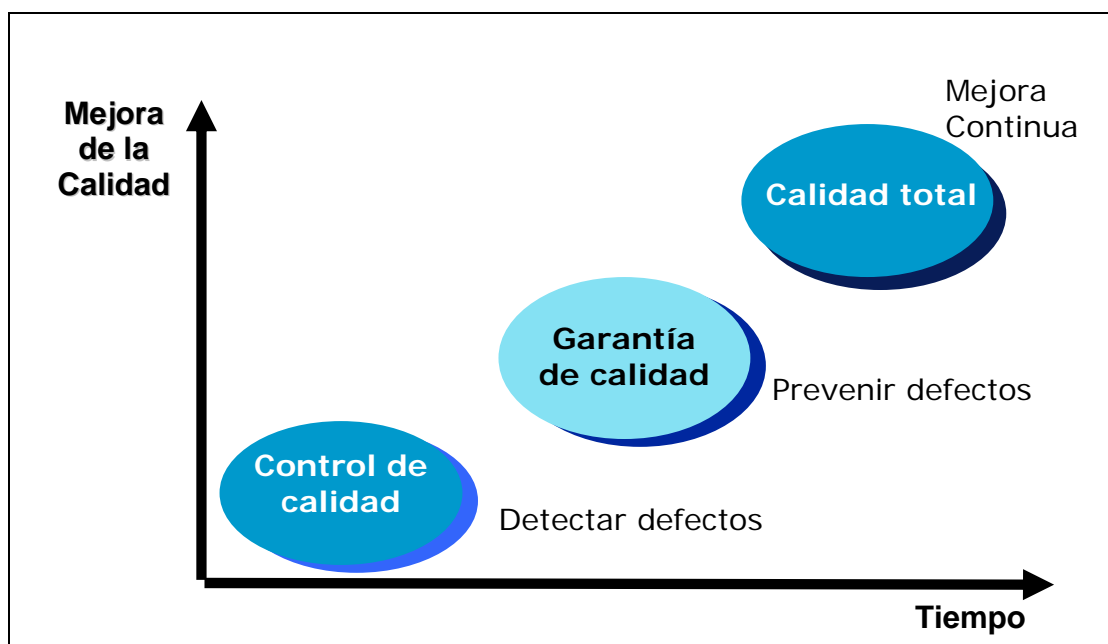 Mejora
de la
Calidad
Mejora
Continua
Calidad total
Garantía
de calidad
Prevenir defectos
Control de
calidad
Detectar defectos
Tiempo